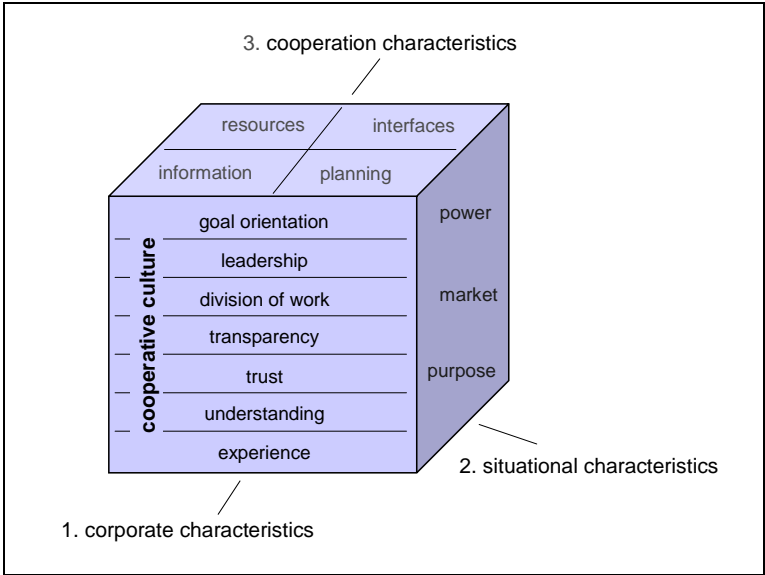 3. cooperation characteristics
resources interfaces
information planning
goal orientation
leadership
division of work
transparency
trust
understanding
experience
cooperative culture
power
market
purpose
2. situational characteristics
1. corporate characteristics